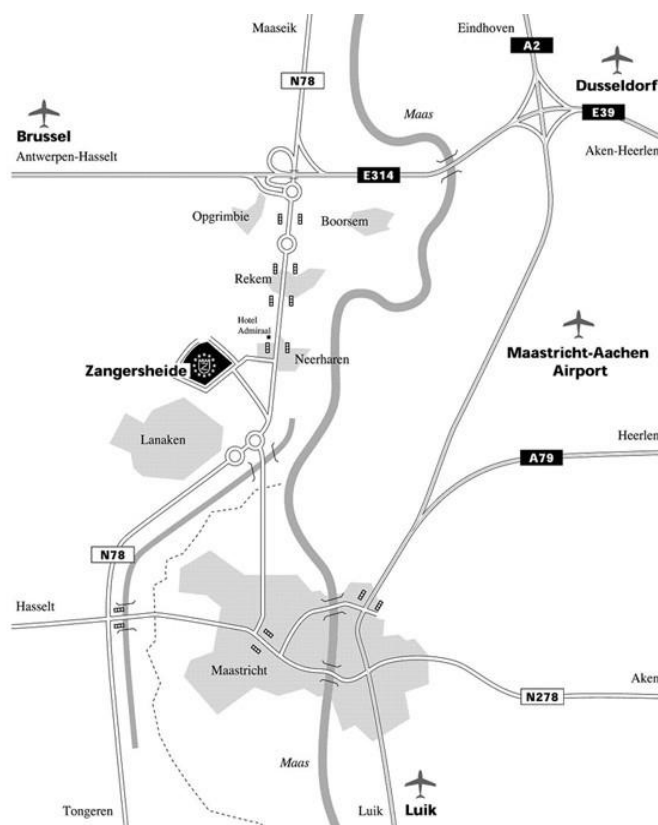 Maaseik
Eindhoven
A2
N78
Dusseldorf
Maas
E39
Brussel
Antwerpen-Hasselt
Aken-Heerlen
E314
Opgrimbie
Boorsem
Rekem
Hotel
Admiraal
Neerharen
Zangersheide
Z
Maastricht-Aachen
Airport
Lanaken
Heerlen
A79
N78
Hasselt
Maastricht
Aken
N278
Maas
Tongeren
Luik
Luik